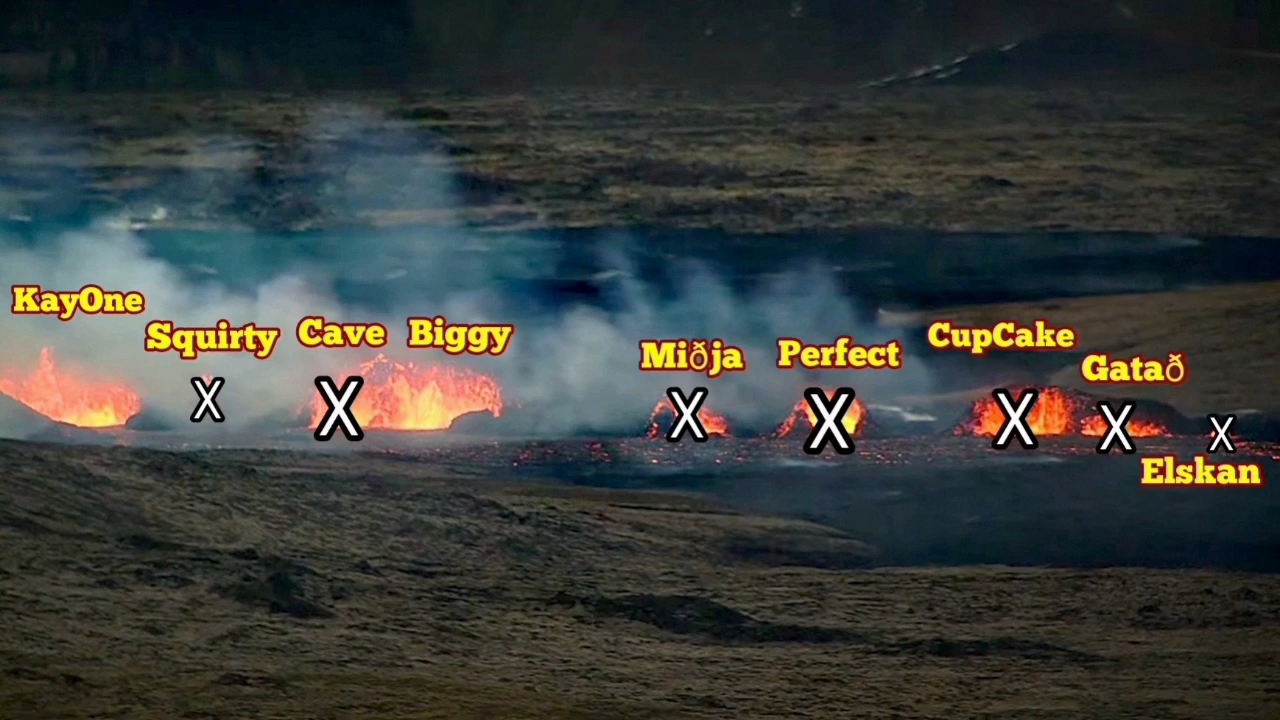 KayOne
Squirty
Cave
Biggy
Miðja
Perfect
CupCake
Gatað
X
X
X
X
X
X
X
Elskan